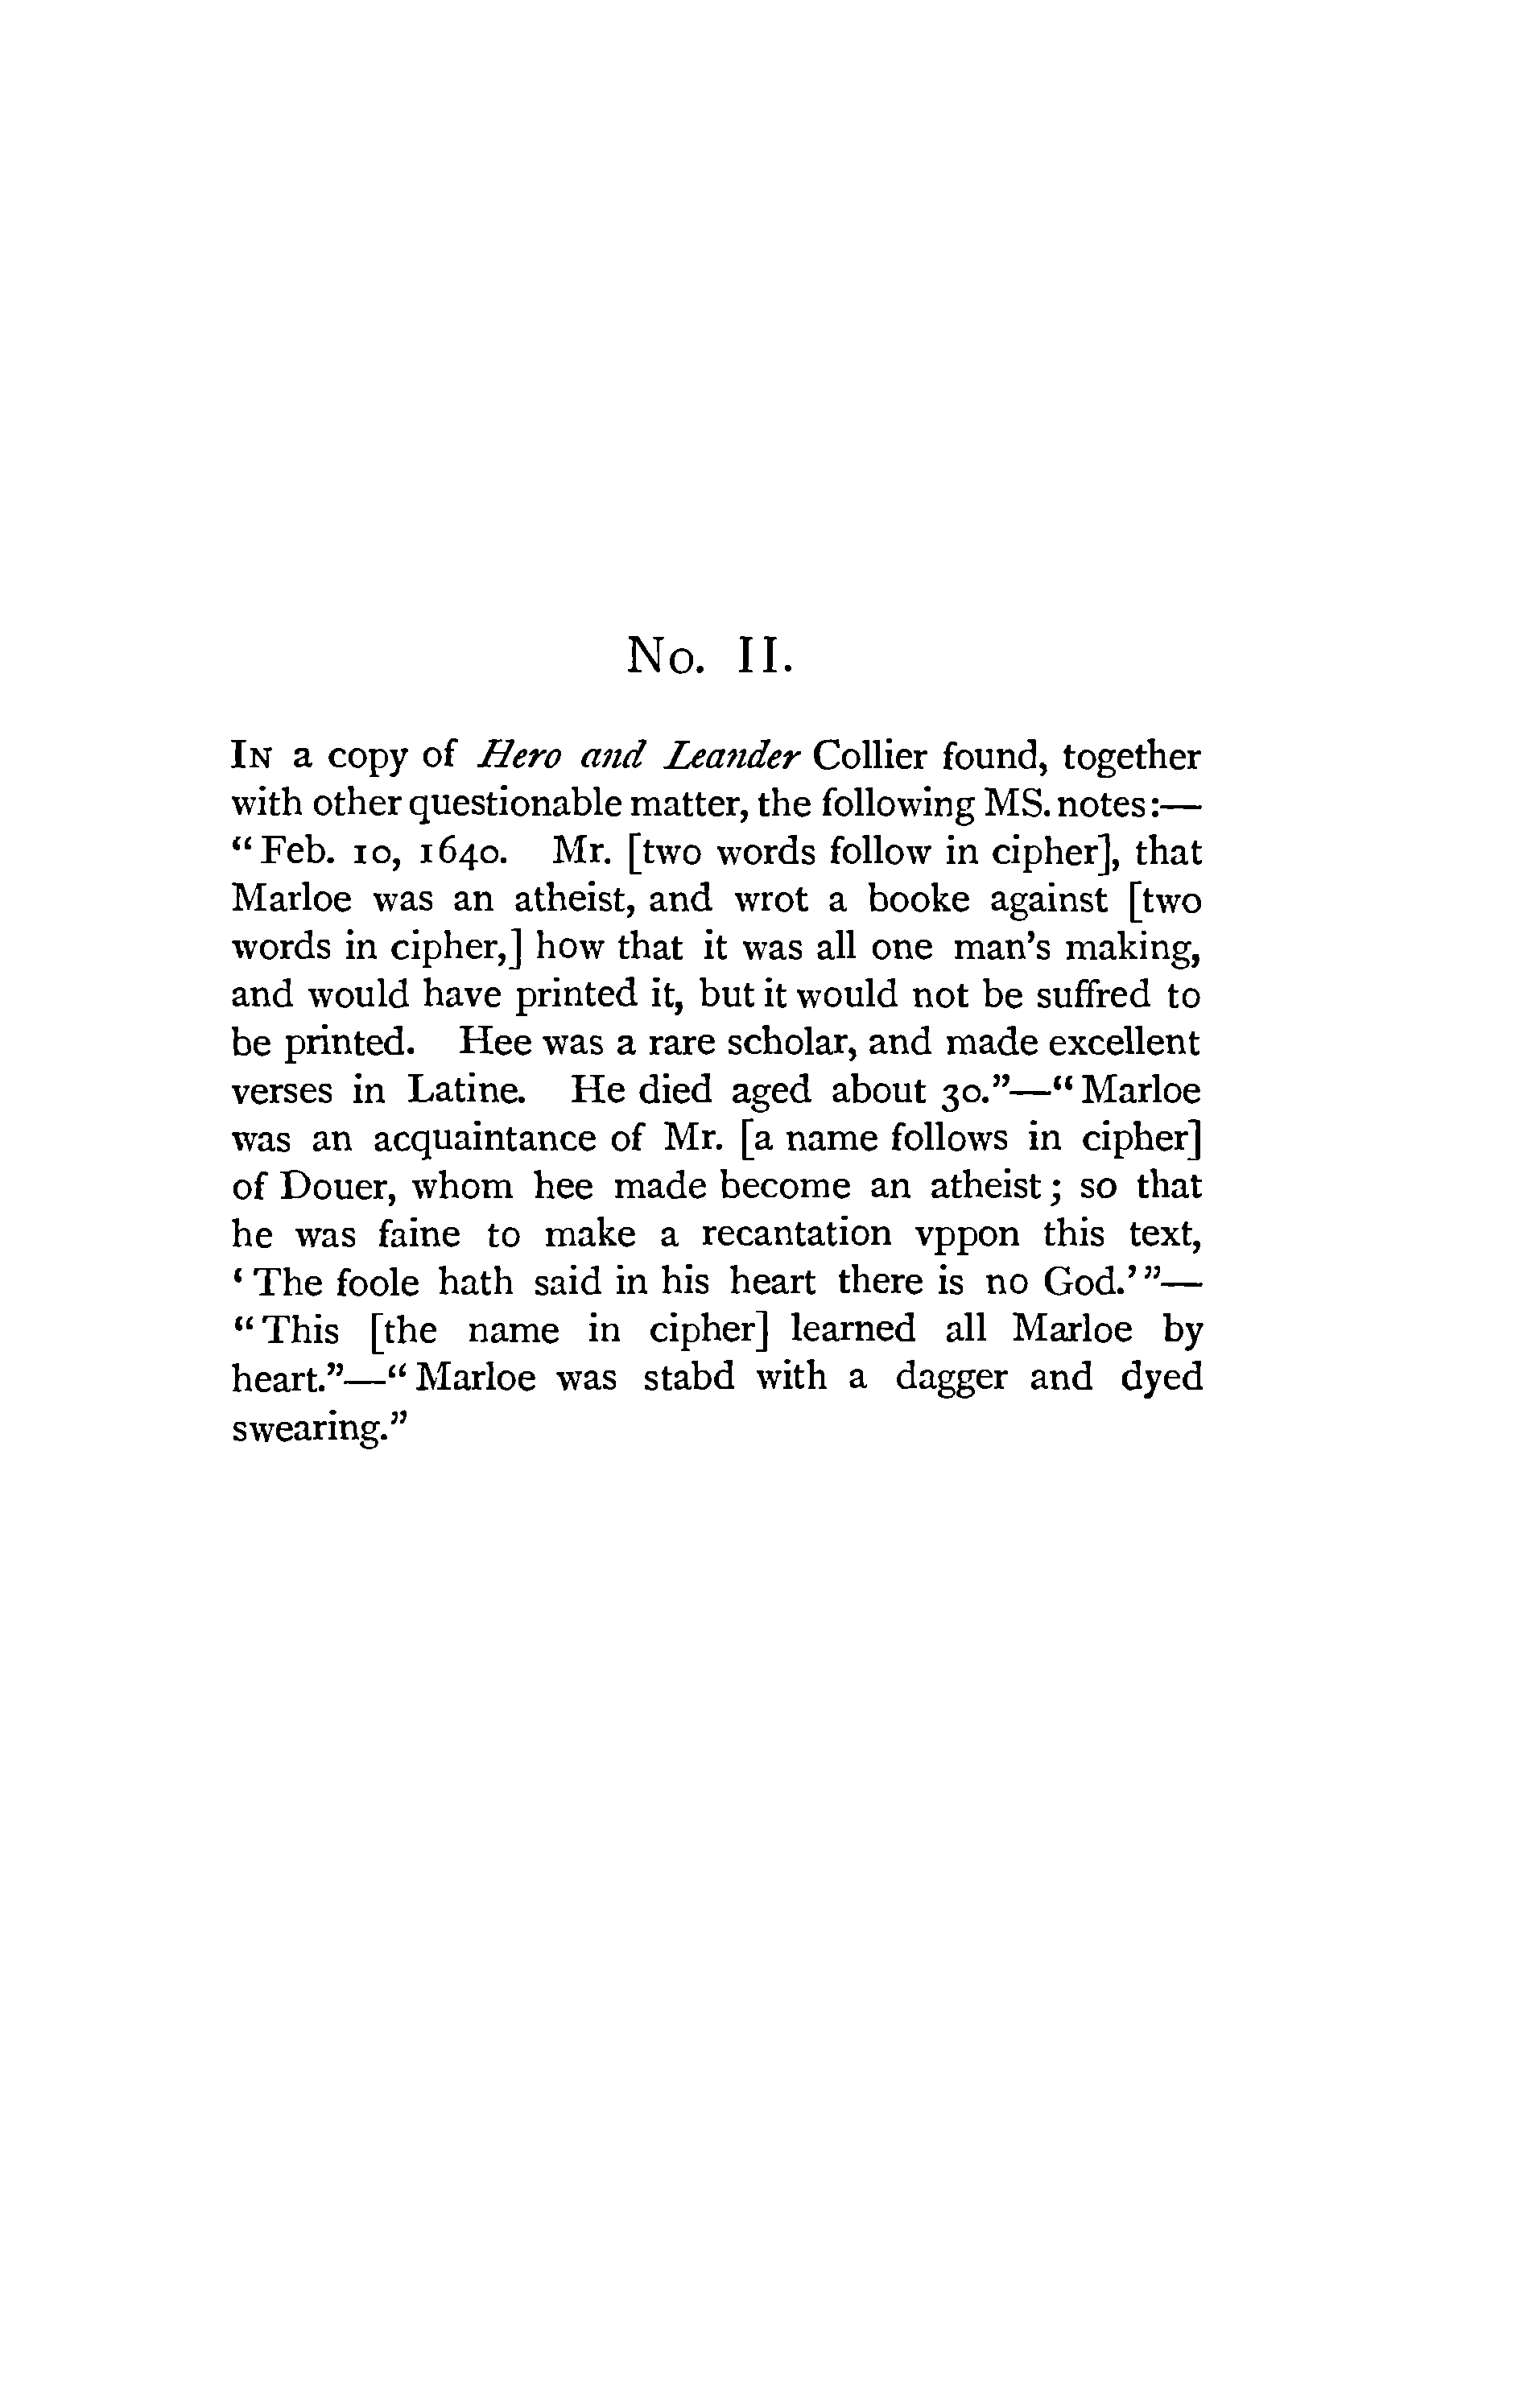 No. II.
In a copy of Hero and Leander Collier found, together
with other questionable matter, the following MS. notes:—
“Feb. 10, 1640. Mr. [two words follow in cipher], that
Marloe was an atheist, and wrot a booke against [two
words in cipher,] how that it was all one man’s making,
and would have printed it, but it would not be suffred to
be printed. Hee was a rare scholar, and made excellent
verses in Latine. He died aged about 30.”—“Marloe
was an acquaintance of Mr. [a name follows in cipher]
of Douer, whom hee made become an atheist; so that
he was faine to make a recantation vppon this text,
‘The foole hath said in his heart there is no God.’”—
“This [the name in cipher] learned all Marloe by
heart.”—“Marloe was stabd with a dagger and dyed
swearing.”